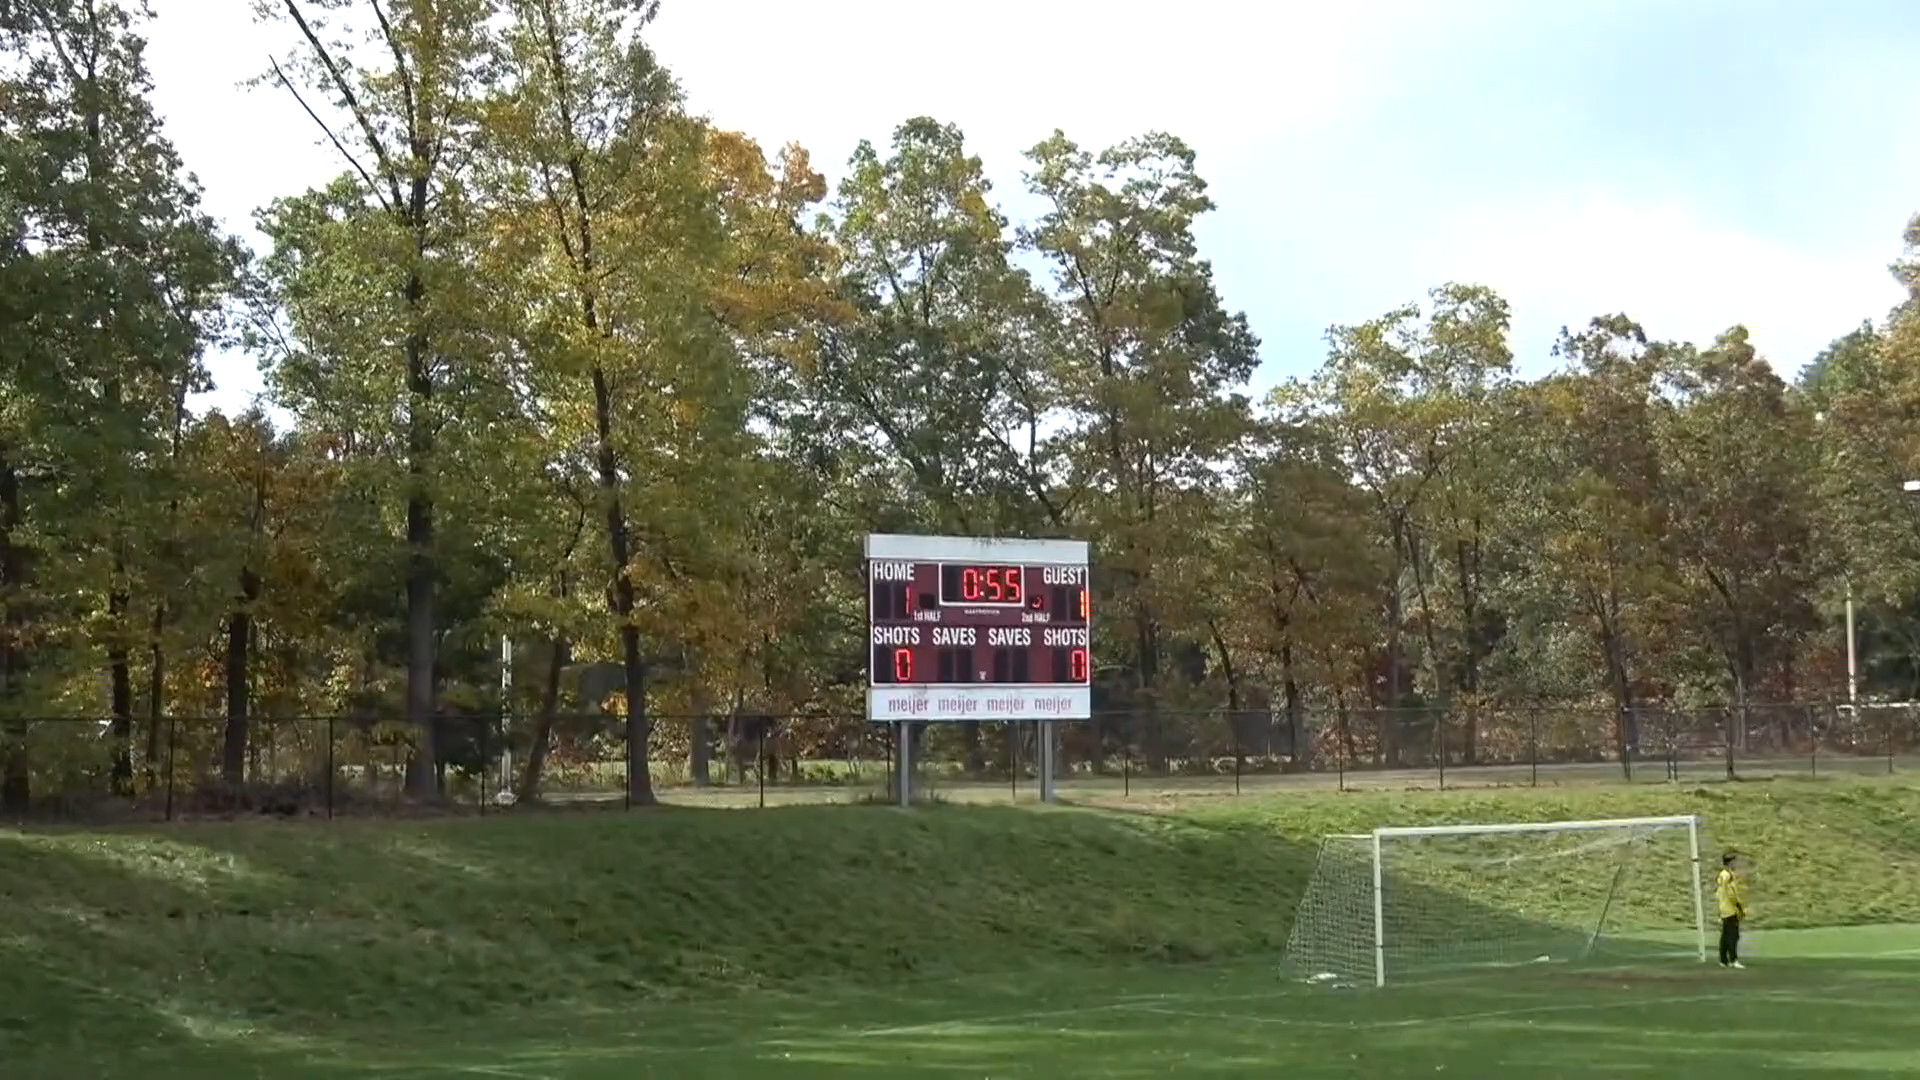 HOME 0:55 GUEST
1 1
1st HALF 2nd HALF
SHOTS SAVES SAVES SHOTS
0 0
meijer meijer meijer meijer